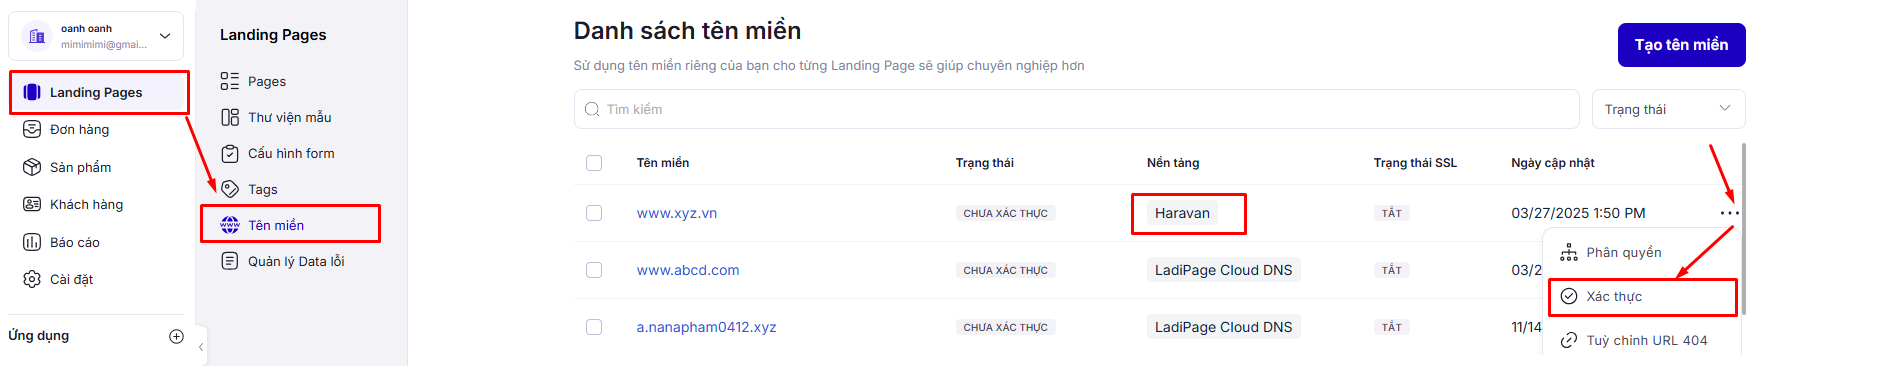 oanh oanh
mimimimi@gmai...
Landing Pages
Đơn hàng
Sản phẩm
Khách hàng
Báo cáo
Cài đặt
Ứng dụng
Landing Pages
Pages
Thư viện mẫu
Cấu hình form
Tags
Tên miền
Quản lý Data lỗi
Danh sách tên miền
Sử dụng tên miền riêng của bạn cho từng Landing Page sẽ giúp chuyên nghiệp hơn
Tạo tên miền
Tìm kiếm
Trạng thái
Tên miền Trạng thái Nền tảng Trạng thái SSL Ngày cập nhật
www.xyz.vn CHƯA XÁC THỰC Haravan TẮT 03/27/2025 1:50 PM
www.abcd.com CHƯA XÁC THỰC LadiPage Cloud DNS TẮT 03/2
a.nanapham0412.xyz CHƯA XÁC THỰC LadiPage Cloud DNS TẮT 11/14
Phân quyền
Xác thực
Tuỳ chỉnh URL 404